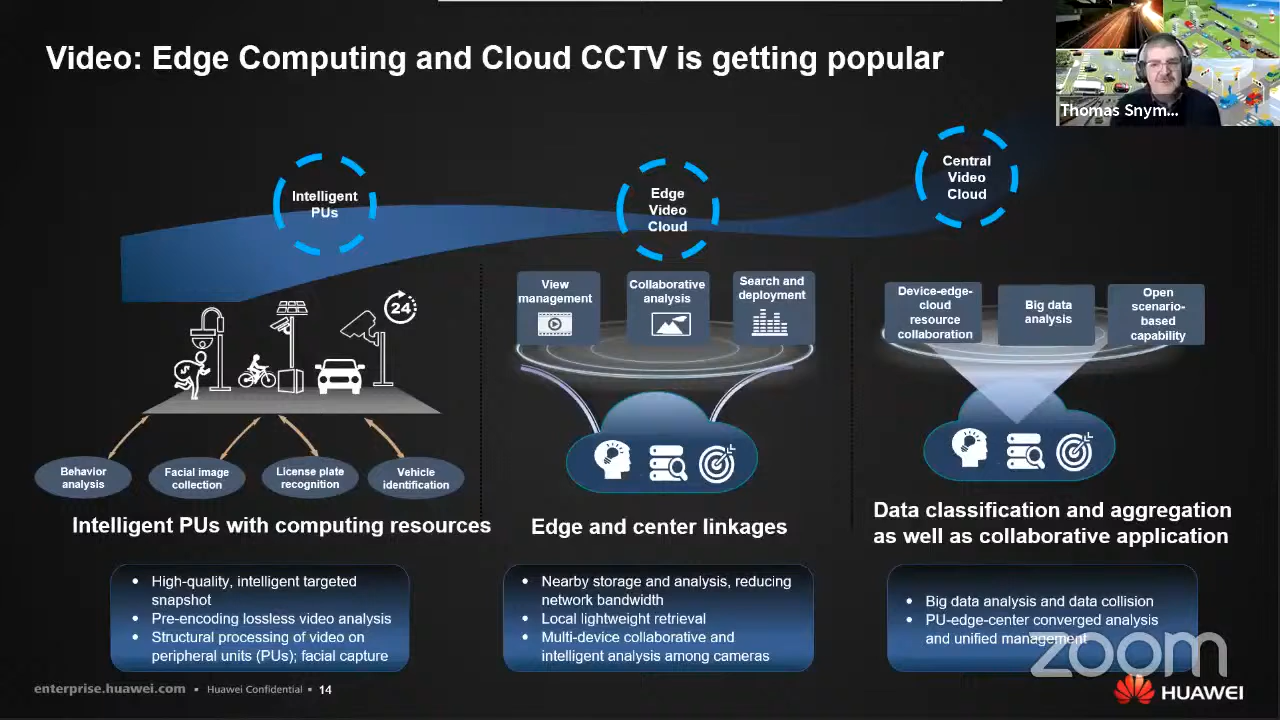 Video: Edge Computing and Cloud CCTV is getting popular
Thomas Snym...
Intelligent
PUs
Edge
Video
Cloud
Central
Video
Cloud
24
Behavior
analysis
Facial image
collection
License plate
recognition
Vehicle
identification
Intelligent PUs with computing resources
High-quality, intelligent targeted
snapshot
Pre-encoding lossless video analysis
Structural processing of video on
peripheral units (PUs); facial capture
View
management
Collaborative
analysis
Search and
deployment
Edge and center linkages
Nearby storage and analysis, reducing
network bandwidth
Local lightweight retrieval
Multi-device collaborative and
intelligent analysis among cameras
Device-edge-
cloud
resource
collaboration
Big data
analysis
Open
scenario-
based
capability
Data classification and aggregation
as well as collaborative application
Big data analysis and data collision
PU-edge-center converged analysis
and unified management
zoom
enterprise.huawei.com ▪ Huawei Confidential ▪ 14
HUAWEI